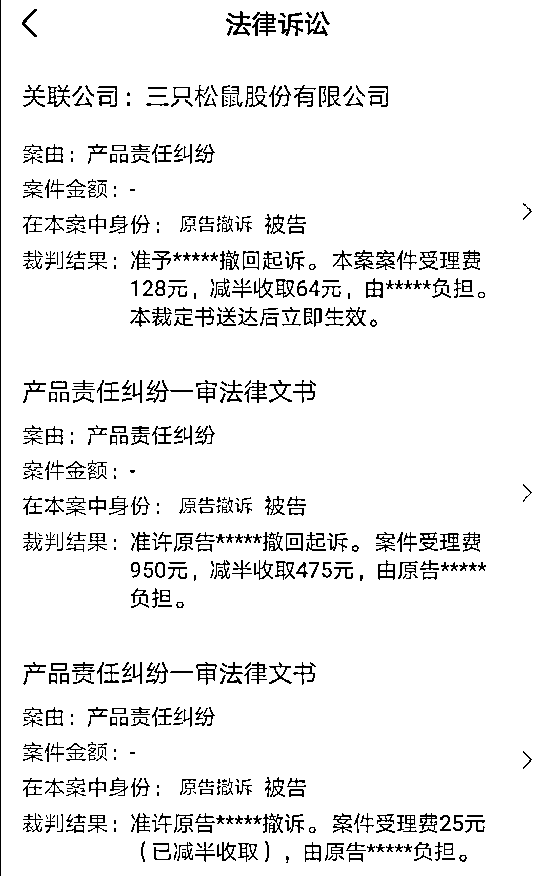 法律诉讼
关联公司：三只松鼠股份有限公司
案由：产品责任纠纷
案件金额：-
在本案中身份：原告撤诉 被告
裁判结果：准予*****撤回起诉。本案案件受理费
128元，减半收取64元，由*****负担。
本裁定书送达后立即生效。
产品责任纠纷一审法律文书
案由：产品责任纠纷
案件金额：-
在本案中身份：原告撤诉 被告
裁判结果：准许原告*****撤回起诉。案件受理费
950元，减半收取475元，由原告*****
负担。
产品责任纠纷一审法律文书
案由：产品责任纠纷
案件金额：-
在本案中身份：原告撤诉 被告
裁判结果：准许原告*****撤诉。案件受理费25元
（已减半收取），由原告*****负担。